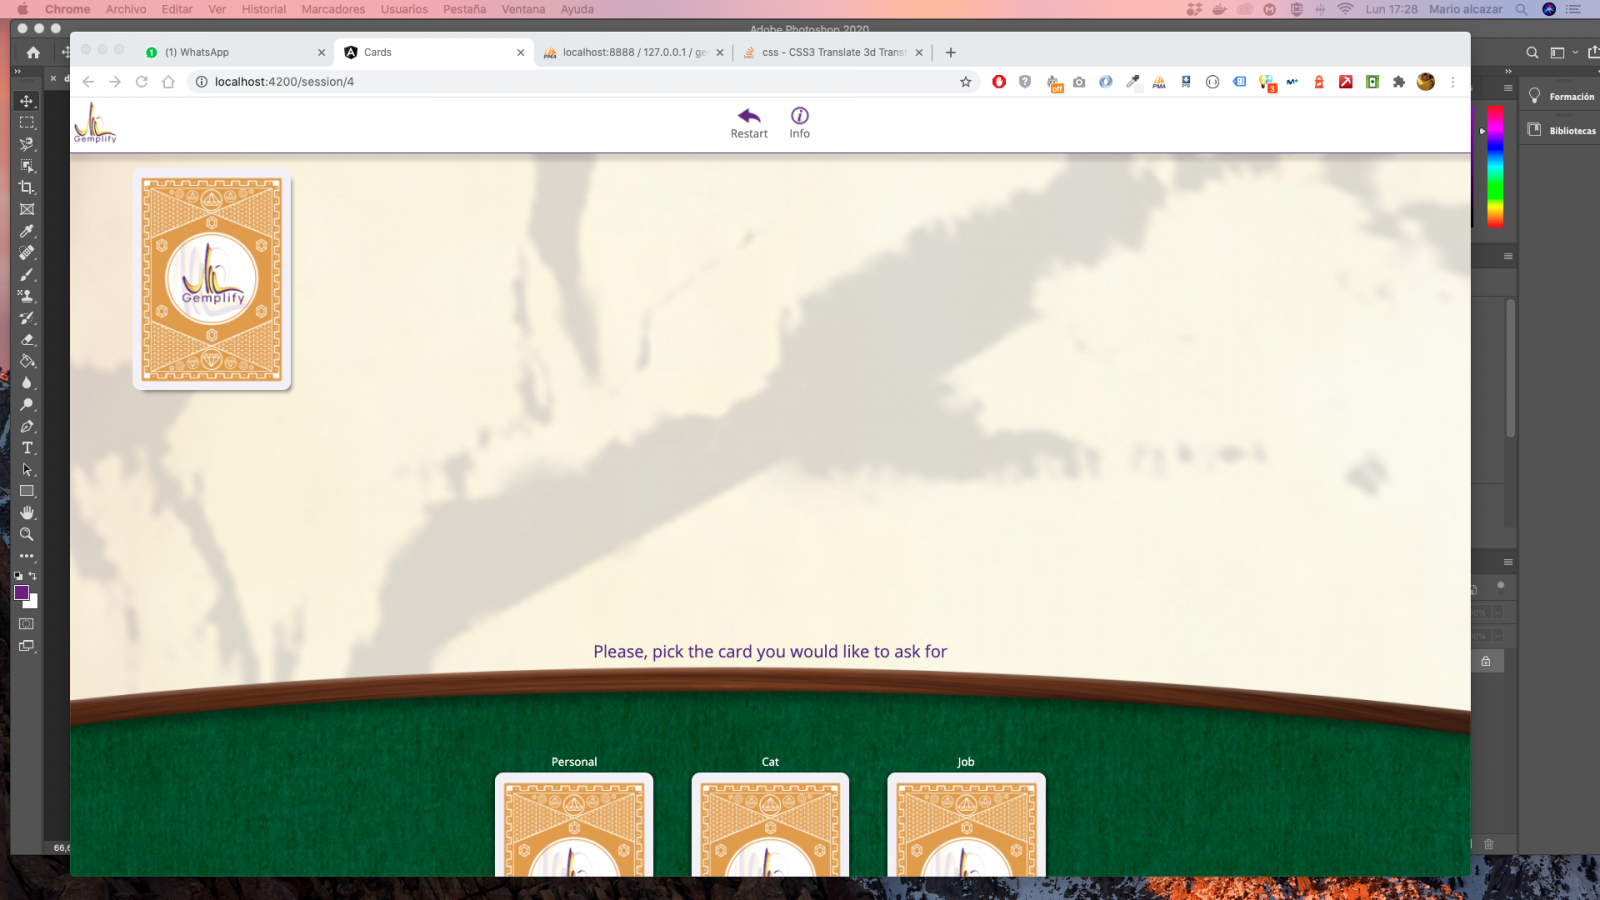 Chrome Archivo Editar Ver Historial Marcadores Usuarios Pestaña Ventana Ayuda Lun 17:28 Mario alcazar
Adobe Photoshop 2020
(1) WhatsApp
Cards
localhost:8888 / 127.0.0.1 / ge
css - CSS3 Translate 3d Transf
localhost:4200/session/4
off
PMA
3
Formación
Bibliotecas
Gemplify
Restart
Info
Gemplify
Please, pick the card you would like to ask for
Personal
Cat
Job
66,6